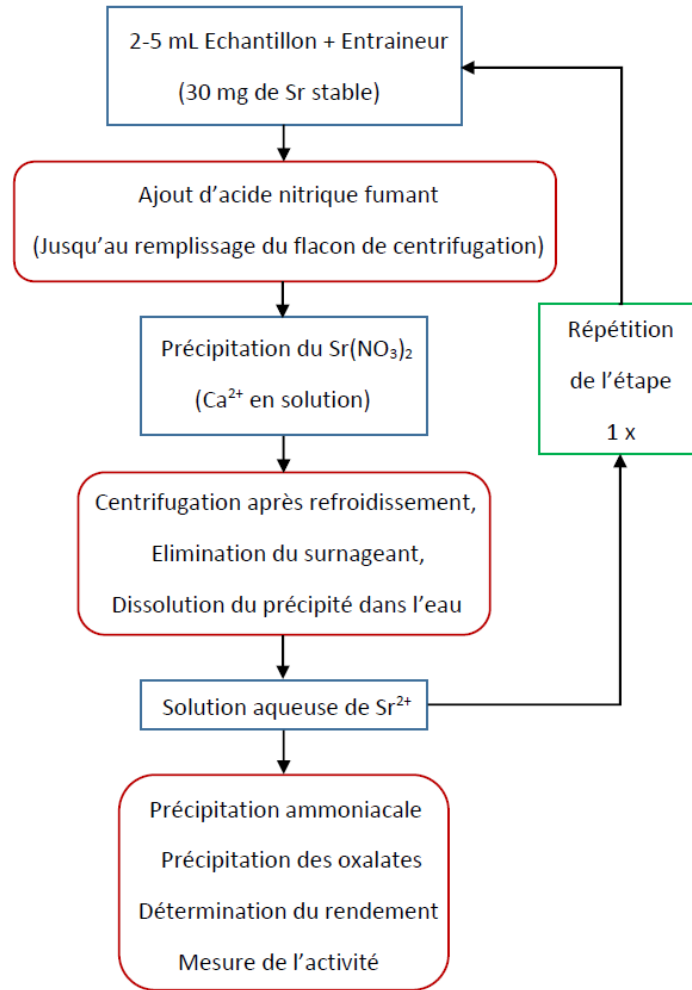 2-5 mL Echantillon + Entraineur
(30 mg de Sr stable)
Ajout d’acide nitrique fumant
(Jusqu’au remplissage du flacon de centrifugation)
Précipitation du Sr(NO₃)₂
(Ca²⁺ en solution)
Répétition
de l’étape
1 x
Centrifugation après refroidissement,
Elimination du surnageant,
Dissolution du précipité dans l’eau
Solution aqueuse de Sr²⁺
Précipitation ammoniacale
Précipitation des oxalates
Détermination du rendement
Mesure de l’activité